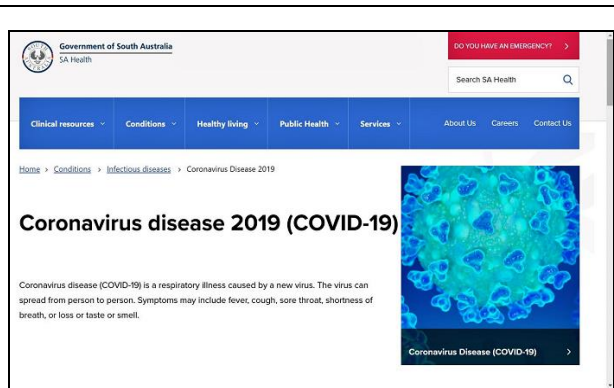 Government of South Australia
SA Health
DO YOU HAVE AN EMERGENCY?
Search SA Health
Clinical resources Conditions Healthy living Public Health Services About Us Careers Contact Us
Home > Conditions > Infectious diseases > Coronavirus Disease 2019
Coronavirus disease 2019 (COVID-19)
Coronavirus disease (COVID-19) is a respiratory illness caused by a new virus. The virus can
spread from person to person. Symptoms may include fever, cough, sore throat, shortness of
breath, or loss or taste or smell.
Coronavirus Disease (COVID-19)